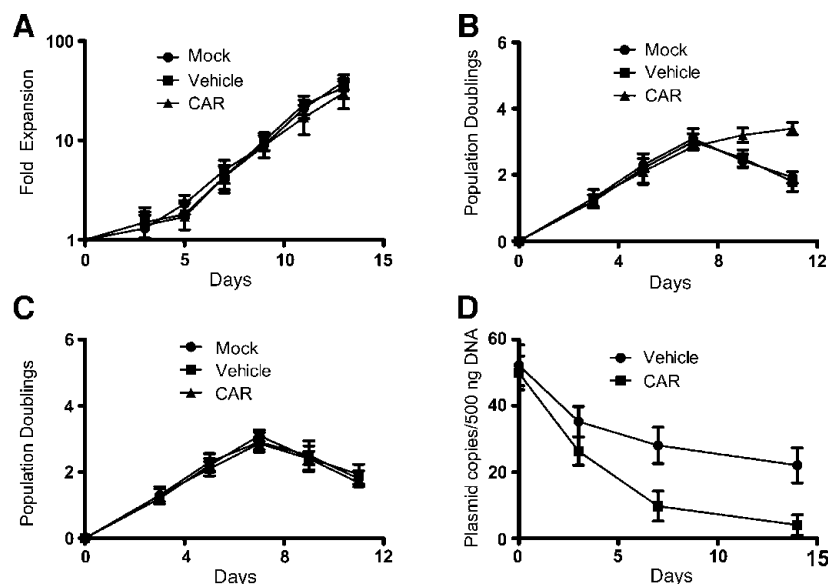 A
Fold Expansion
100
10
1
Mock
Vehicle
CAR
0 5 10 15
Days
B
Population Doublings
6
4
2
0
Mock
Vehicle
CAR
0 4 8 12
Days
C
Population Doublings
6
4
2
0
Mock
Vehicle
CAR
0 4 8 12
Days
D
Plasmid copies/500 ng DNA
60
40
20
0
Vehicle
CAR
0 5 10 15
Days